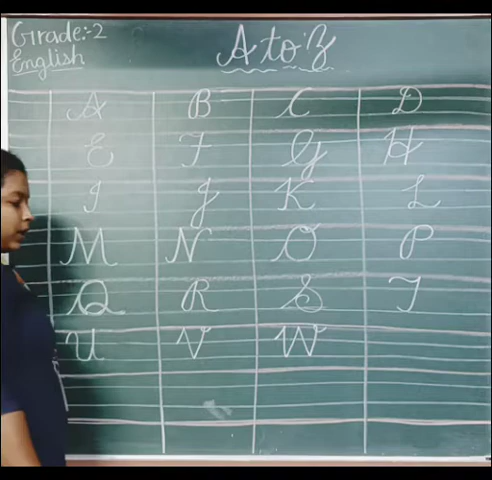 Grade:-2
English
A to Z
A B C D
E F G H
I J K L
M N O P
Q R S T
U V W